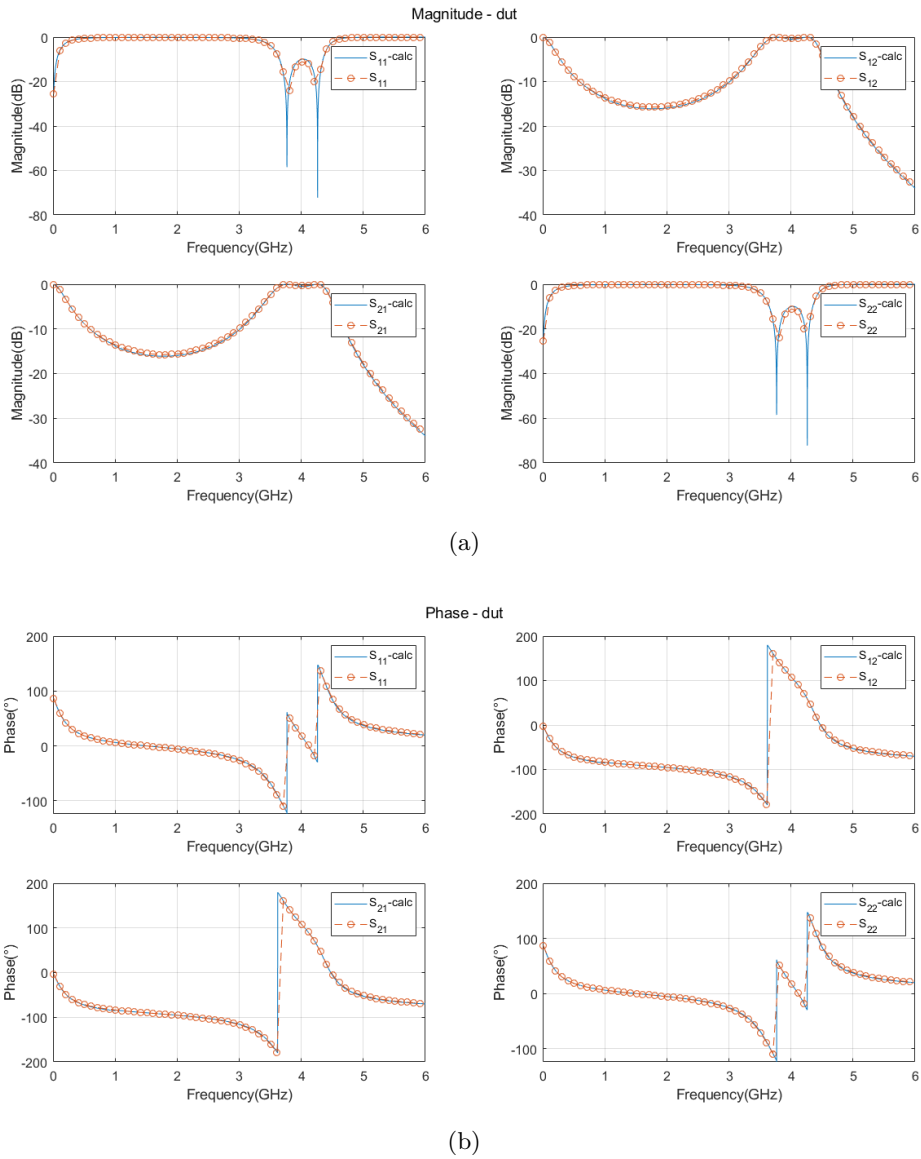 Magnitude - dut
0
-20
-40
-60
-80
Magnitude(dB)
0 1 2 3 4 5 6
Frequency(GHz)
S11-calc
S11
0
-10
-20
-30
-40
Magnitude(dB)
0 1 2 3 4 5 6
Frequency(GHz)
S12-calc
S12
0
-10
-20
-30
-40
Magnitude(dB)
0 1 2 3 4 5 6
Frequency(GHz)
S21-calc
S21
0
-20
-40
-60
-80
Magnitude(dB)
0 1 2 3 4 5 6
Frequency(GHz)
S22-calc
S22
(a)
Phase - dut
200
100
0
-100
Phase(°)
0 1 2 3 4 5 6
Frequency(GHz)
S11-calc
S11
200
100
0
-100
-200
Phase(°)
0 1 2 3 4 5 6
Frequency(GHz)
S12-calc
S12
200
100
0
-100
-200
Phase(°)
0 1 2 3 4 5 6
Frequency(GHz)
S21-calc
S21
200
100
0
-100
Phase(°)
0 1 2 3 4 5 6
Frequency(GHz)
S22-calc
S22
(b)